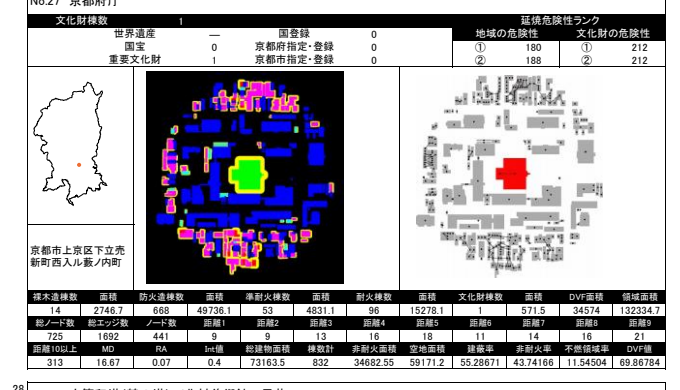 No.27 京都府庁
文化財棟数 1 延焼危険性ランク
世界遺産 ― 国登録 0 地域の危険性 文化財の危険性
国宝 0 京都府指定・登録 0 ① 180 ① 212
重要文化財 1 京都市指定・登録 0 ② 188 ② 212
京都市上京区下立売
新町西入ル藪ノ内町
裸木造棟数 面積 防火造棟数 面積 準耐火棟数 面積 耐火棟数 面積 文化財棟数 面積 DVF面積 領域面積
14 2746.7 668 49736.1 53 4831.1 96 15278.1 1 571.5 34574 132234.7
総ノード数 総エッジ数 ノード数 距離1 距離2 距離3 距離4 距離5 距離6 距離7 距離8 距離9
725 1692 441 9 9 13 16 18 11 14 16 21
距離10以上 MD RA Int値 総建物面積 棟数計 非耐火面積 空地面積 建蔽率 非耐火率 不燃領域率 DVF値
313 16.67 0.07 0.4 73163.5 832 34682.55 59171.2 55.28671 43.74166 11.54504 69.86784
28